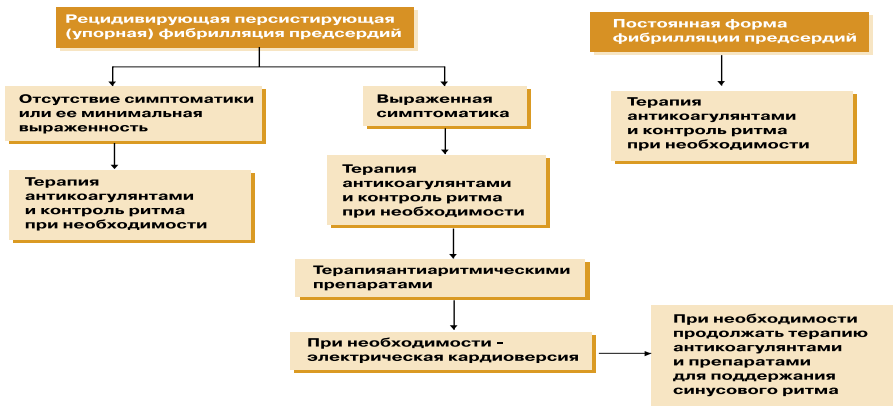 Рецидивирующая персистирующая
(упорная) фибрилляция предсердий
Постоянная форма
фибрилляции предсердий
Отсутствие симптоматики
или ее минимальная
выраженность
Выраженная
симптоматика
Терапия
антикоагулянтами
и контроль ритма
при необходимости
Терапия
антикоагулянтами
и контроль ритма
при необходимости
Терапия
антикоагулянтами
и контроль ритма
при необходимости
Терапияантиаритмическими
препаратами
При необходимости –
электрическая кардиоверсия
При необходимости
продолжать терапию
антикоагулянтами
и препаратами
для поддержания
синусового ритма